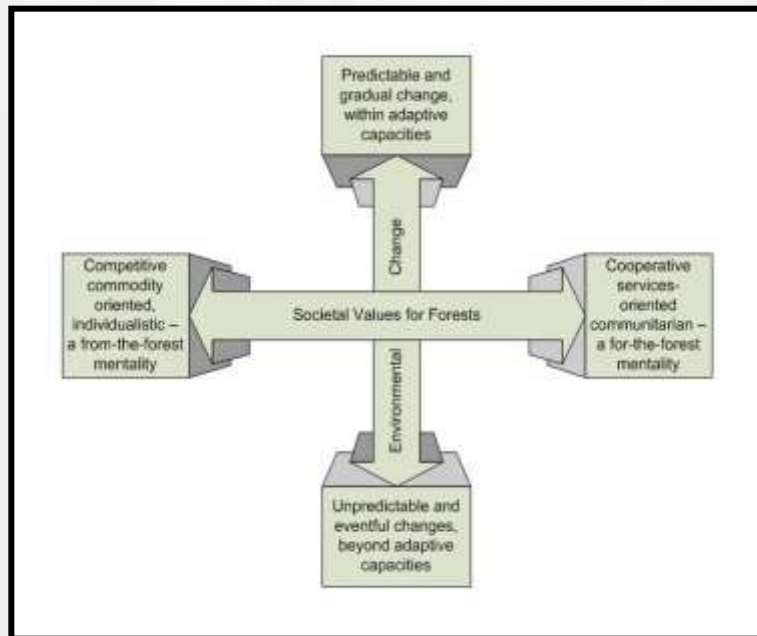 Predictable and
gradual change,
within adaptive
capacities
Change
Competitive
commodity
oriented,
individualistic –
a from-the-forest
mentality
Societal Values for Forests
Cooperative
services-
oriented
communitarian –
a for-the-forest
mentality
Environmental
Unpredictable and
eventful changes,
beyond adaptive
capacities